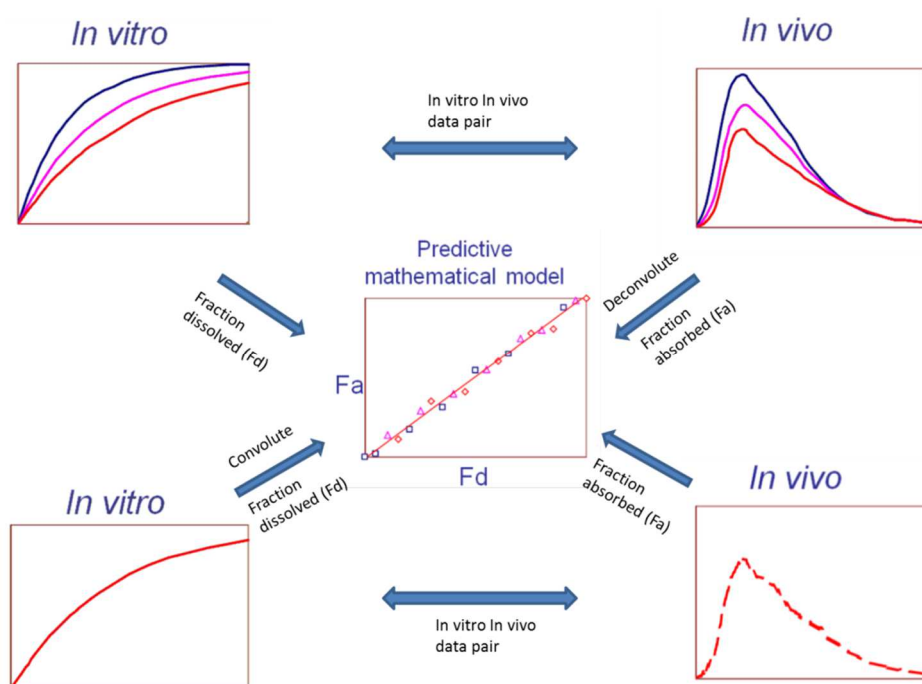 In vitro
In vivo
In vitro In vivo
data pair
Predictive
mathematical model
Fraction
dissolved (Fd)
Deconvolute
Fraction
absorbed (Fa)
Fa
Fd
Convolute
Fraction
dissolved (Fd)
Fraction
absorbed (Fa)
In vitro
In vivo
In vitro In vivo
data pair